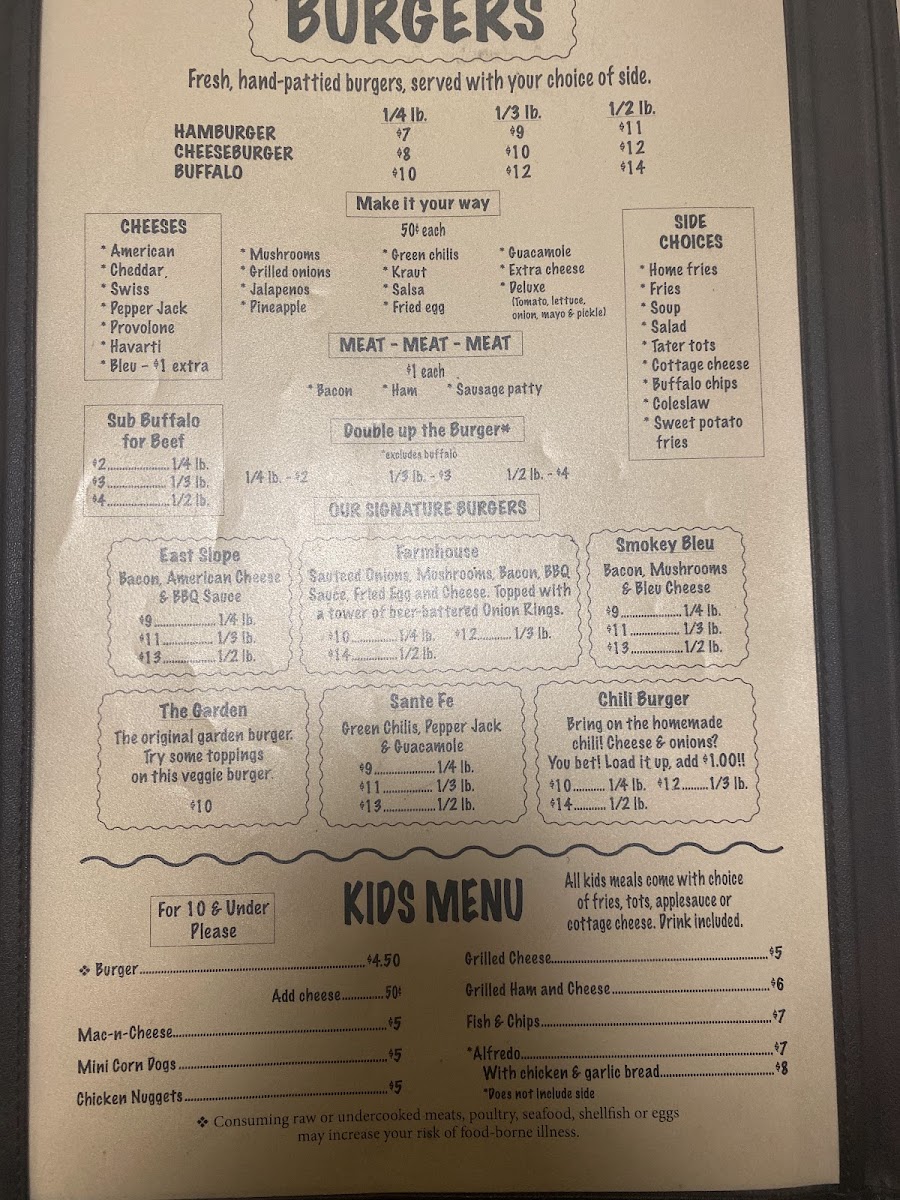 BURGERS
Fresh, hand-pattied burgers, served with your choice of side.
1/4 lb. 1/3 lb. 1/2 lb.
HAMBURGER $7 $9 $11
CHEESEBURGER $8 $10 $12
BUFFALO $10 $12 $14
Make it your way
50¢ each
CHEESES
* American
* Cheddar
* Swiss
* Pepper Jack
* Provolone
* Havarti
* Bleu – $1 extra
* Mushrooms
* Grilled onions
* Jalapenos
* Pineapple
* Green chilis
* Kraut
* Salsa
* Fried egg
* Guacamole
* Extra cheese
* Deluxe
(Tomato, lettuce,
onion, mayo & pickle)
SIDE
CHOICES
* Home fries
* Fries
* Soup
* Salad
* Tater tots
* Cottage cheese
* Buffalo chips
* Coleslaw
* Sweet potato
fries
MEAT - MEAT - MEAT
$1 each
* Bacon * Ham * Sausage patty
Sub Buffalo
for Beef
$2.................1/4 lb.
$3................1/3 lb.
$4................1/2 lb.
Double up the Burger*
*excludes buffalo
1/4 lb. - $2 1/3 lb. - $3 1/2 lb. - $4
OUR SIGNATURE BURGERS
East Slope
Bacon, American Cheese
& BBQ Sauce
$9....................1/4 lb.
$11..................1/3 lb.
$13..................1/2 lb.
Farmhouse
Sauteed Onions, Mushrooms, Bacon, BBQ
Sauce, Fried Egg and Cheese. Topped with
a tower of beer-battered Onion Rings.
$10.............1/4 lb. $12...........1/3 lb.
$14.............1/2 lb.
Smokey Bleu
Bacon, Mushrooms
& Bleu Cheese
$9....................1/4 lb.
$11..................1/3 lb.
$13..................1/2 lb.
The Garden
The original garden burger.
Try some toppings
on this veggie burger.
$10
Sante Fe
Green Chilis, Pepper Jack
& Guacamole
$9....................1/4 lb.
$11..................1/3 lb.
$13..................1/2 lb.
Chili Burger
Bring on the homemade
chili! Cheese & onions?
You bet! Load it up, add $1.00!!
$10.......... 1/4 lb. $12.........1/3 lb.
$14.......... 1/2 lb.
For 10 & Under
Please
KIDS MENU
All kids meals come with choice
of fries, tots, applesauce or
cottage cheese. Drink included.
❖ Burger....................$4.50
Add cheese.............50¢
Mac-n-Cheese....................$5
Mini Corn Dogs....................$5
Chicken Nuggets....................$5
Grilled Cheese....................$5
Grilled Ham and Cheese....................$6
Fish & Chips....................$7
*Alfredo....................$7
With chicken & garlic bread....................$8
*Does not include side
❖ Consuming raw or undercooked meats, poultry, seafood, shellfish or eggs
may increase your risk of food-borne illness.